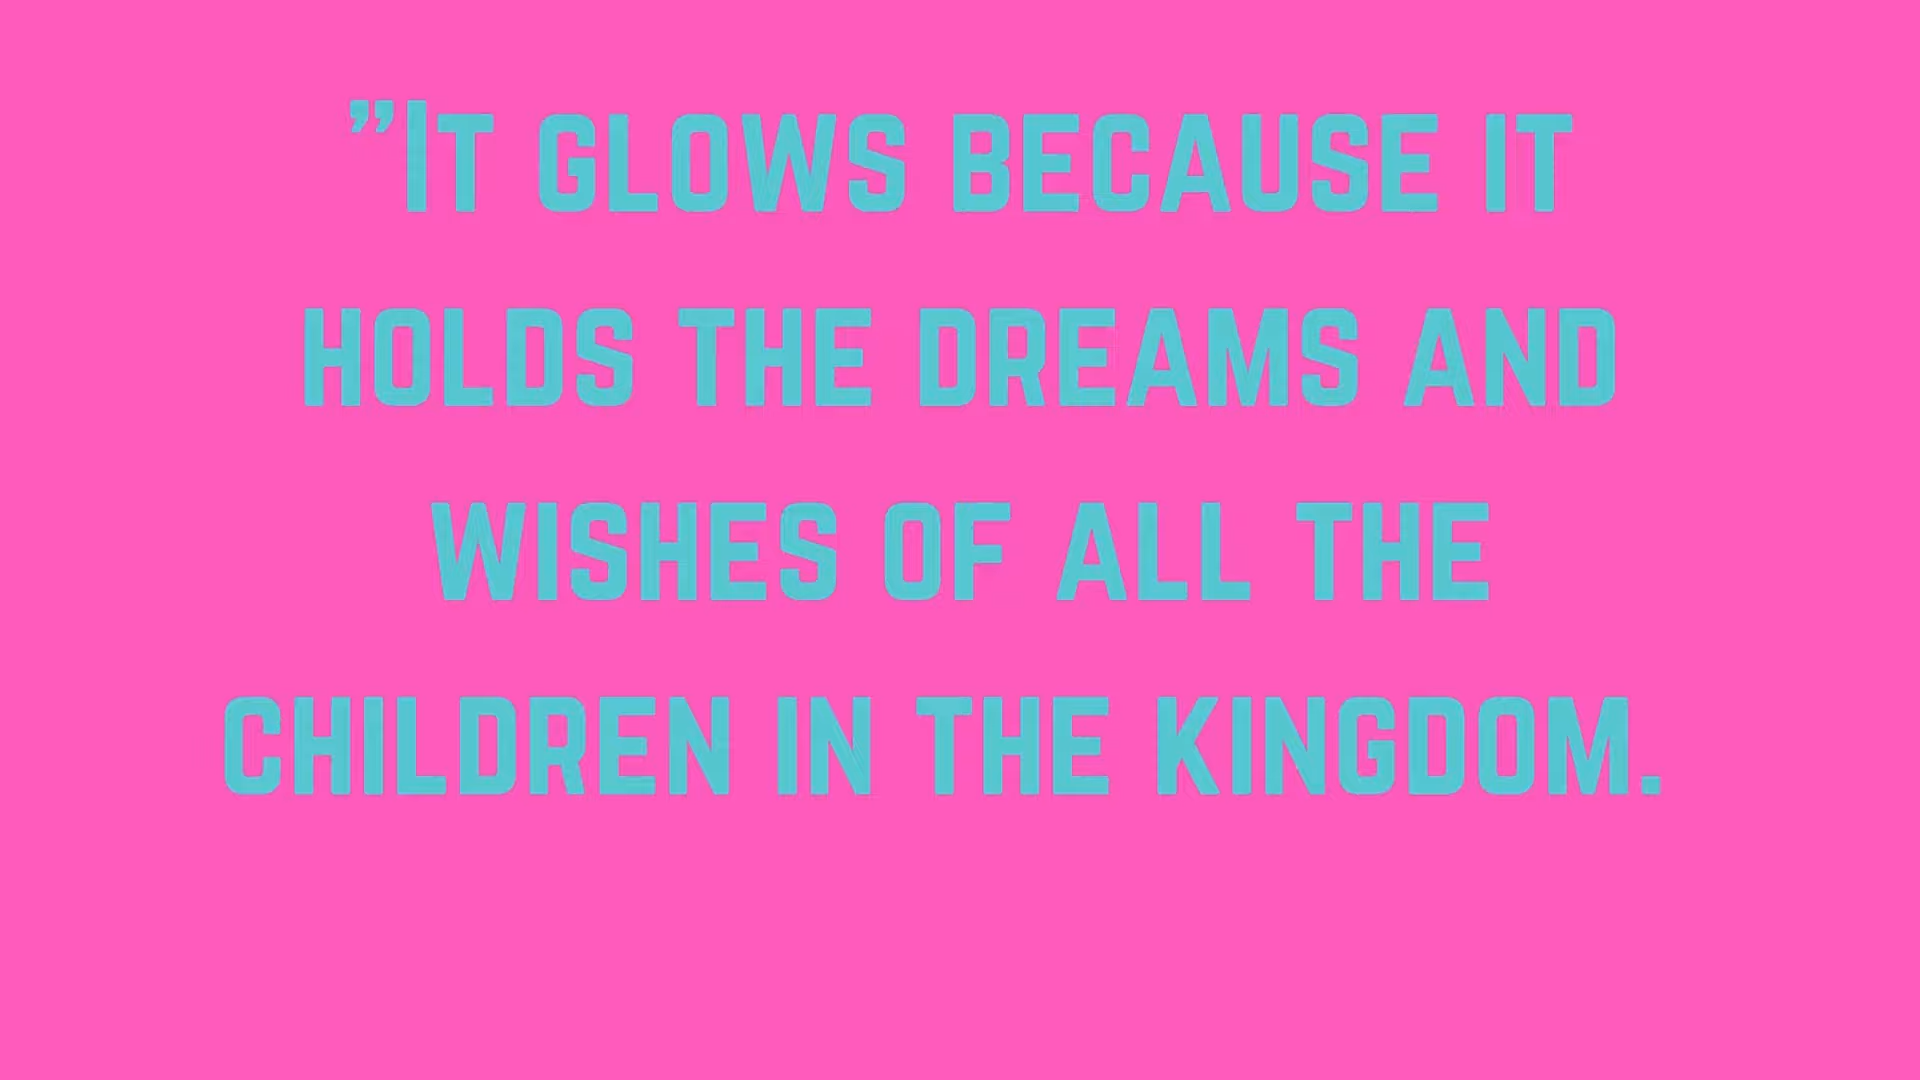 ”It glows because it
holds the dreams and
wishes of all the
children in the kingdom.